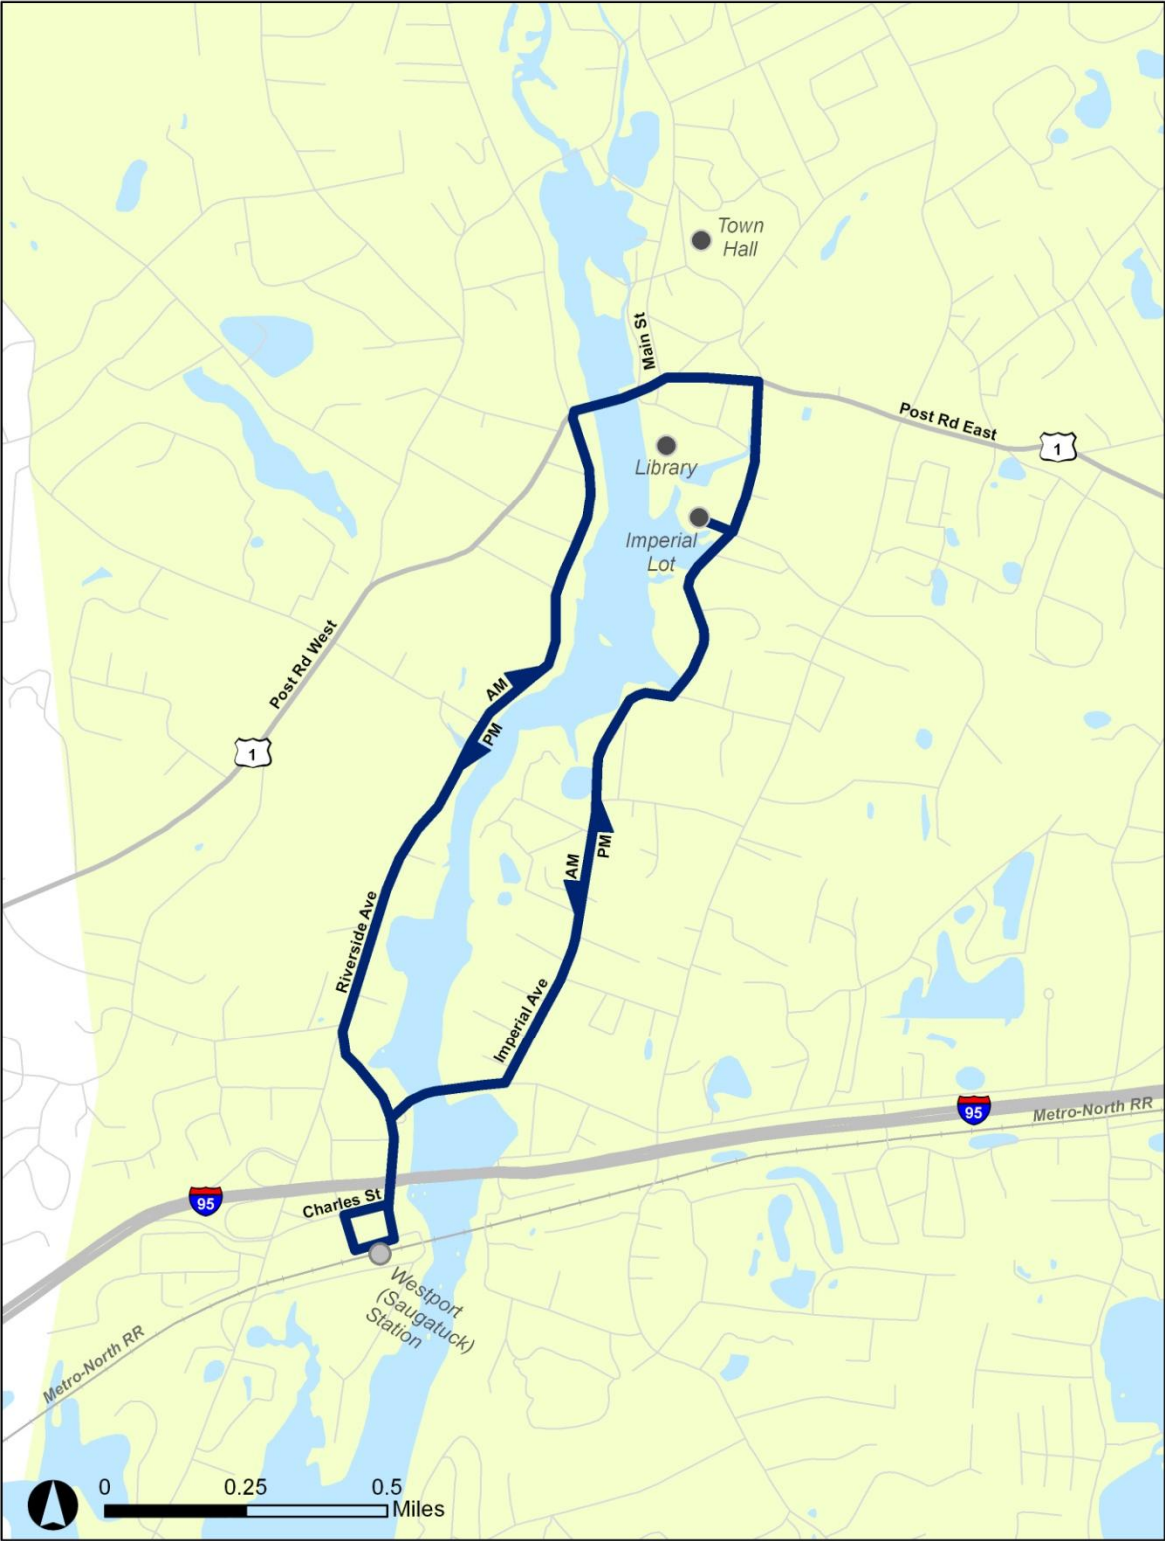 Town
Hall
Main St
Post Rd East
1
Library
Imperial
Lot
Post Rd West
AM
PM
1
AM
PM
Riverside Ave
Imperial Ave
95
Metro-North RR
95
Charles St
Westport
(Saugatuck)
Station
Metro-North RR
0 0.25 0.5
Miles